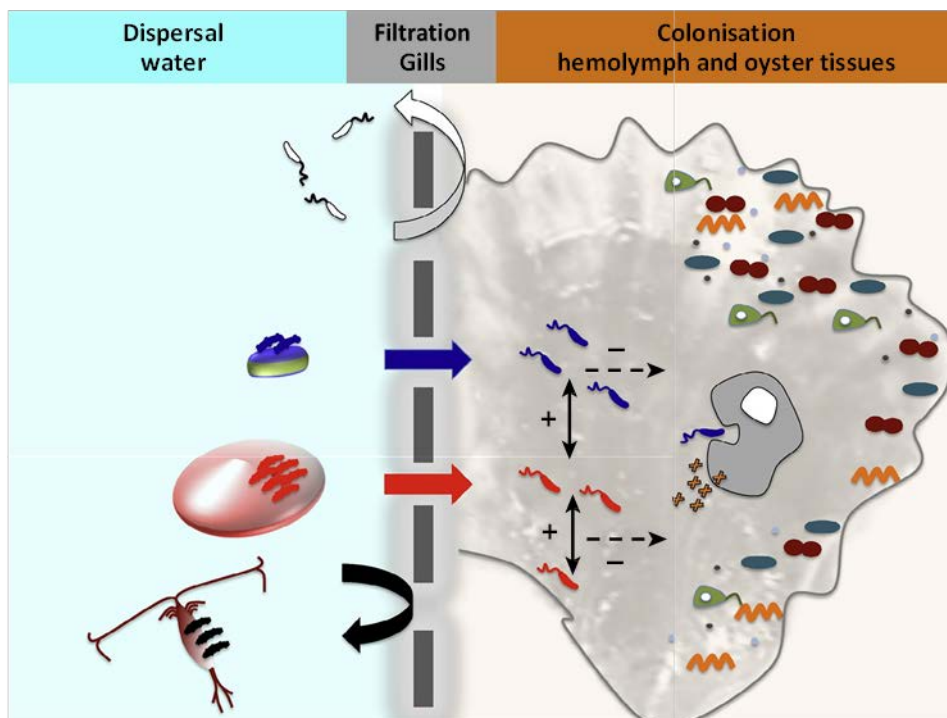 Dispersal
water
Filtration
Gills
Colonisation
hemolymph and oyster tissues
−
+
+
−